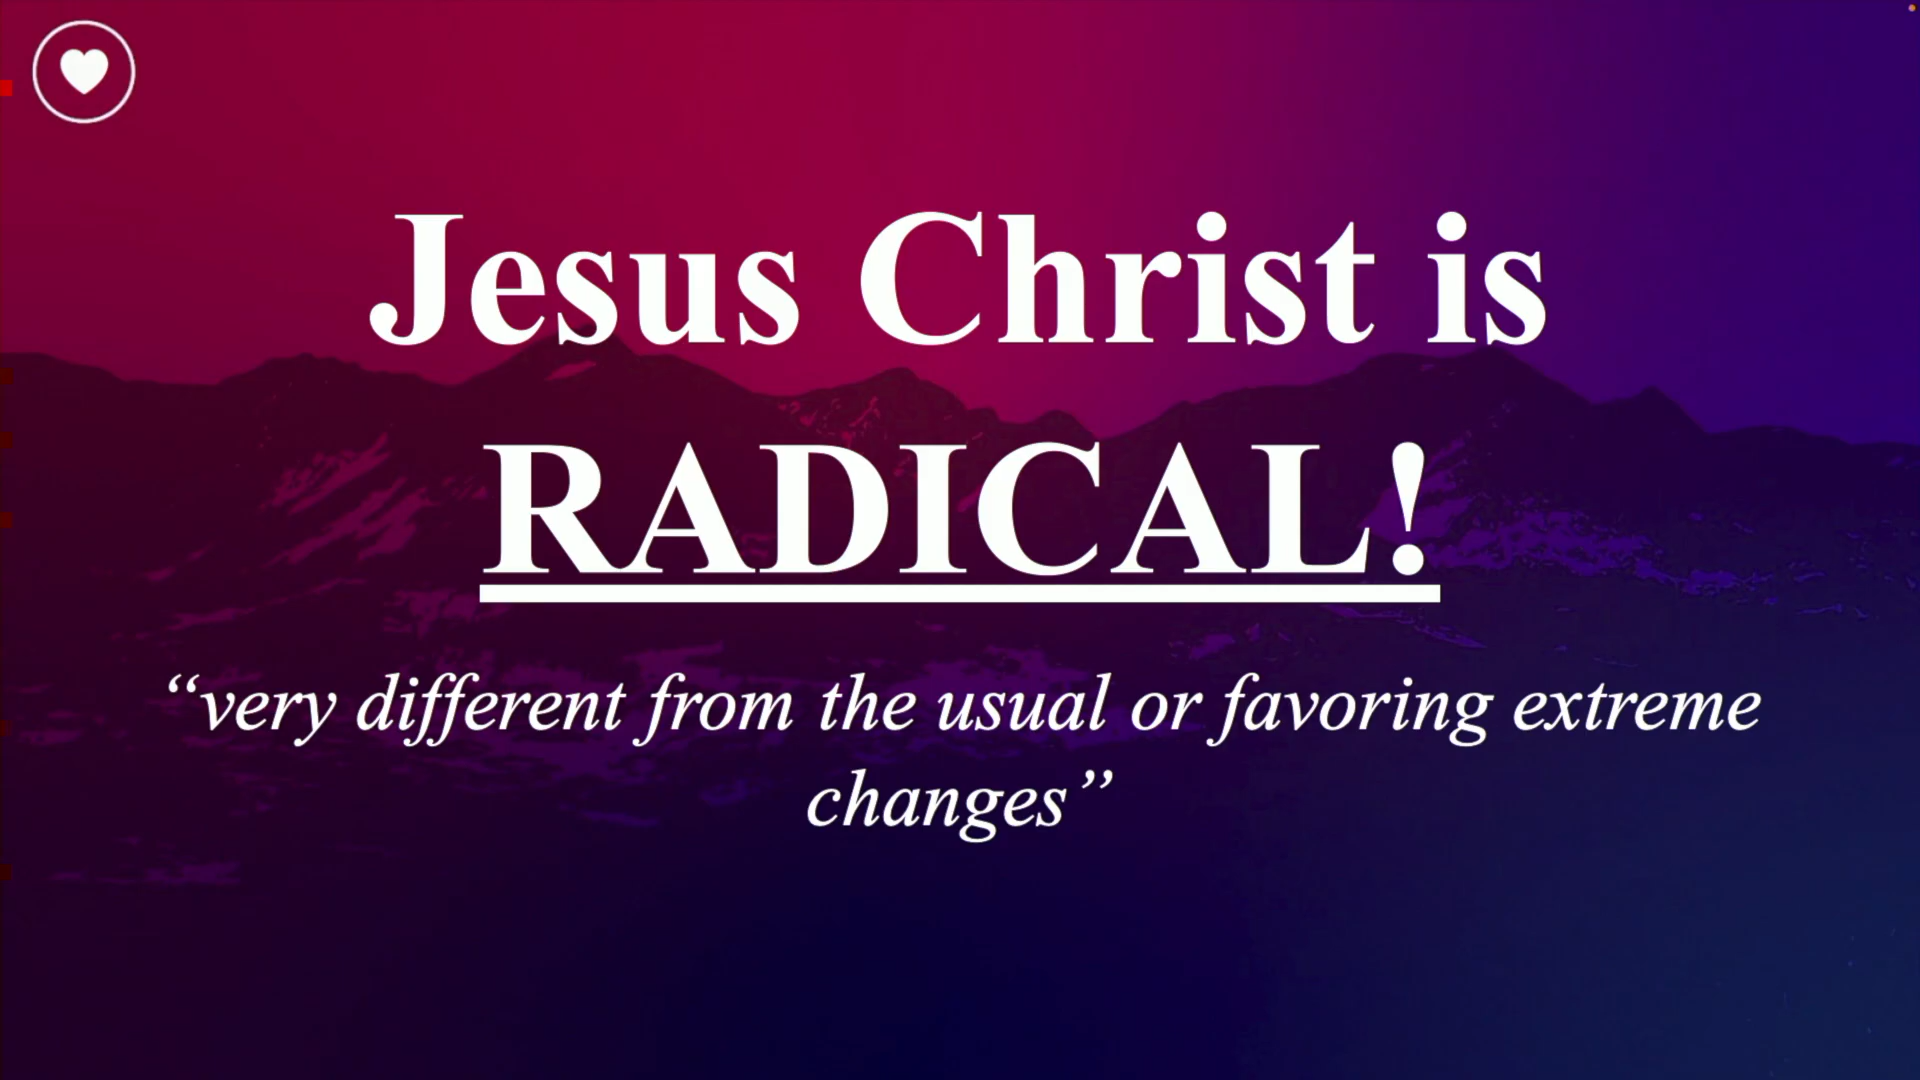 Jesus Christ is
RADICAL!
“very different from the usual or favoring extreme
changes”